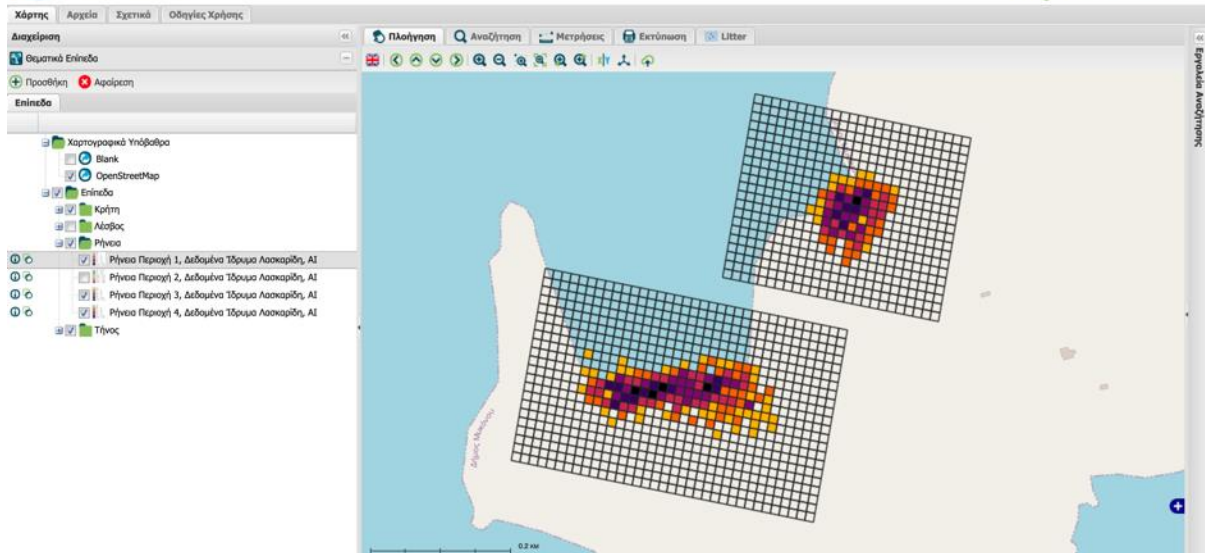 Χάρτης Αρχεία Σχετικά Οδηγίες Χρήσης
Διαχείριση
Πλοήγηση Αναζήτηση Μετρήσεις Εκτύπωση Litter
Θεματικά Επίπεδα
Προσθήκη Αφαίρεση
Επίπεδα
Χαρτογραφικά Υπόβαθρα
Blank
OpenStreetMap
Επίπεδα
Κρήτη
Λέσβος
Ρήνεια
Ρήνεια Περιοχή 1, Δεδομένα Ίδρυμα Λασκαρίδη, AI
Ρήνεια Περιοχή 2, Δεδομένα Ίδρυμα Λασκαρίδη, AI
Ρήνεια Περιοχή 3, Δεδομένα Ίδρυμα Λασκαρίδη, AI
Ρήνεια Περιοχή 4, Δεδομένα Ίδρυμα Λασκαρίδη, AI
Τήνος
Δήμος Μυκόνου
0.2 км
Εργαλεία Αναζήτησης